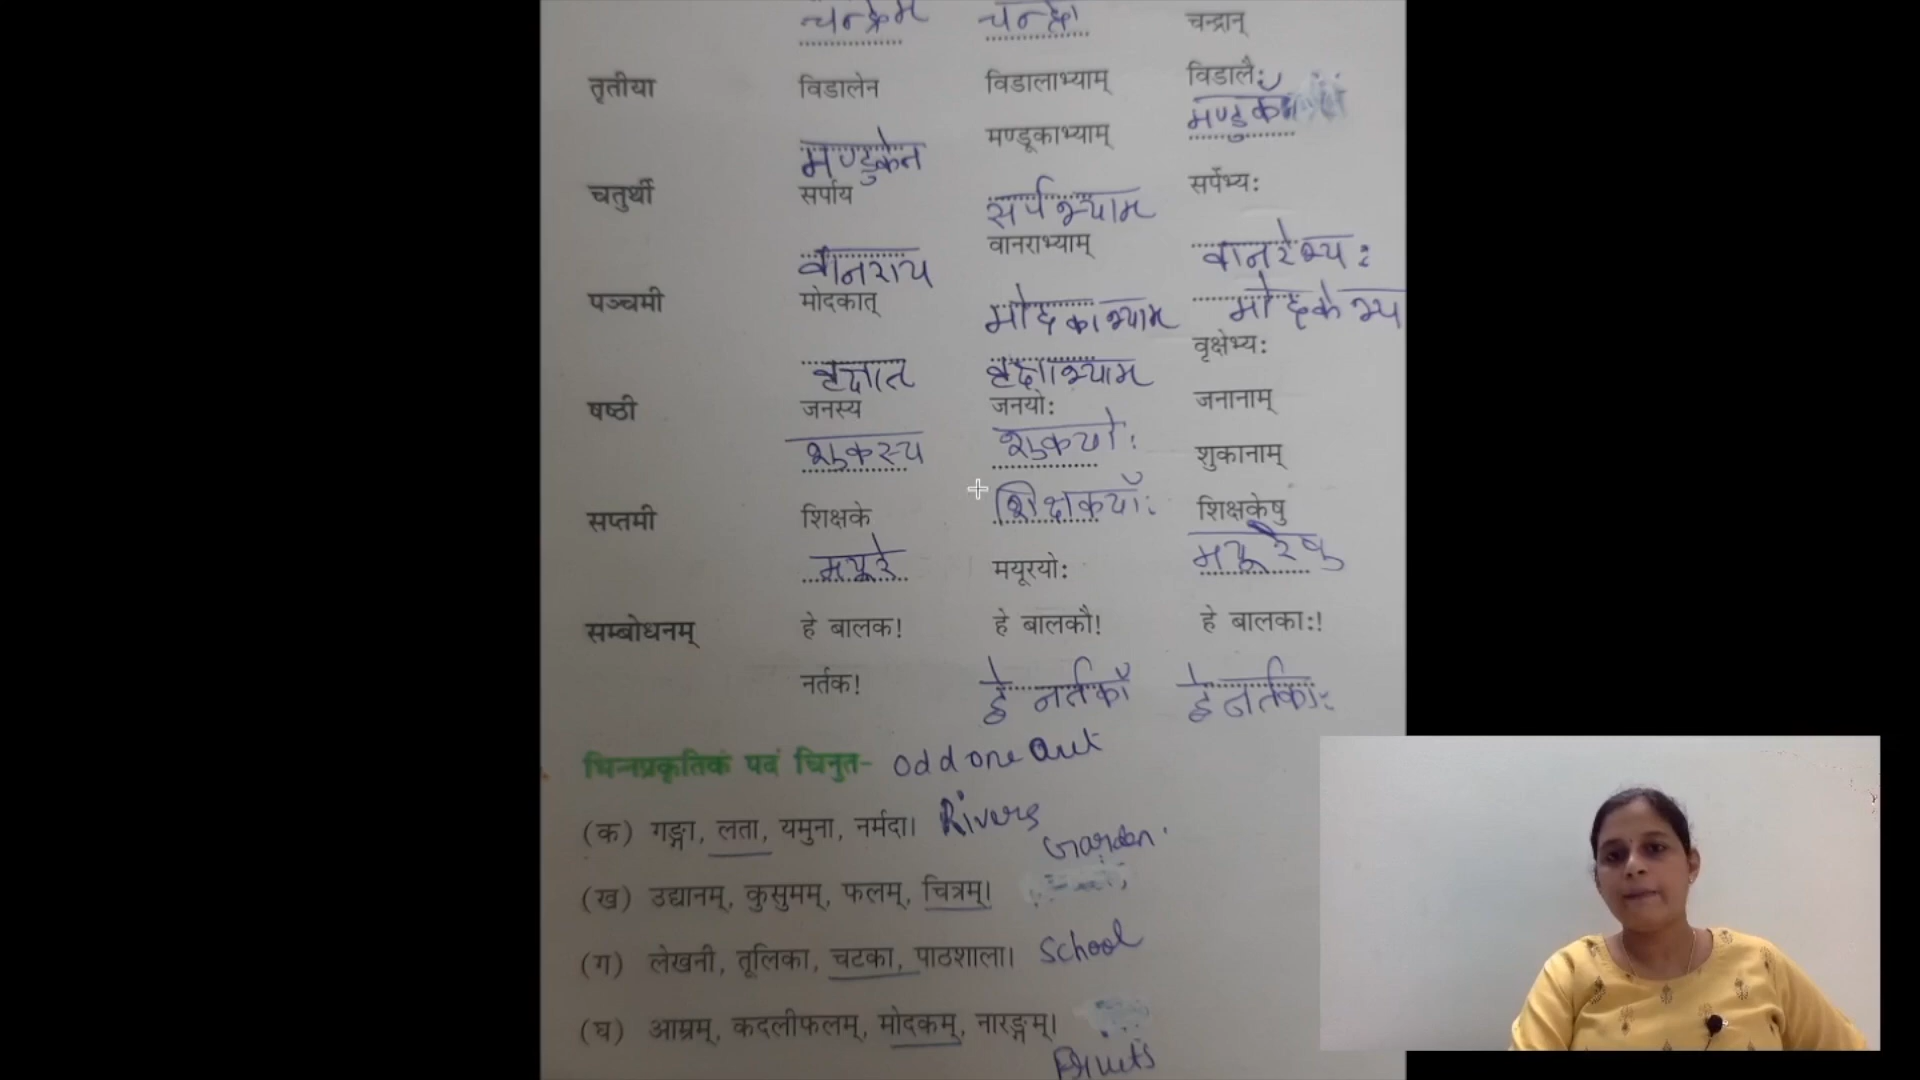 चन्द्रेम चन्द्रो चन्द्रान्
तृतीया विडालेन विडालाभ्याम् विडालैः
मण्डुकेन मण्डूकाभ्याम् मण्डुकैः
चतुर्थी सर्पाय सर्पभ्याम सर्पेभ्यः
वानराय वानराभ्याम् वानरेभ्यः
पञ्चमी मोदकात् मोदकाभ्याम मोदकेभ्य
वृक्षात वृक्षाभ्याम वृक्षेभ्यः
षष्ठी जनस्य जनयोः जनानाम्
शुकस्य शुकयोः शुकानाम्
सप्तमी शिक्षके शिक्षकयोः शिक्षकेषु
मयूरे मयूरयोः मयूरेषु
सम्बोधनम् हे बालक! हे बालकौ! हे बालकाः!
नर्तक! हे नर्तकौ हे नर्तकाः
भिन्नप्रकृतिकं पदं चिनुत- odd one out
(क) गङ्गा, लता, यमुना, नर्मदा। Rivers
Garden
(ख) उद्यानम्, कुसुमम्, फलम्, चित्रम्।
(ग) लेखनी, तूलिका, चटका, पाठशाला। School
(घ) आम्रम्, कदलीफलम्, मोदकम्, नारङ्गम्।
Fruits